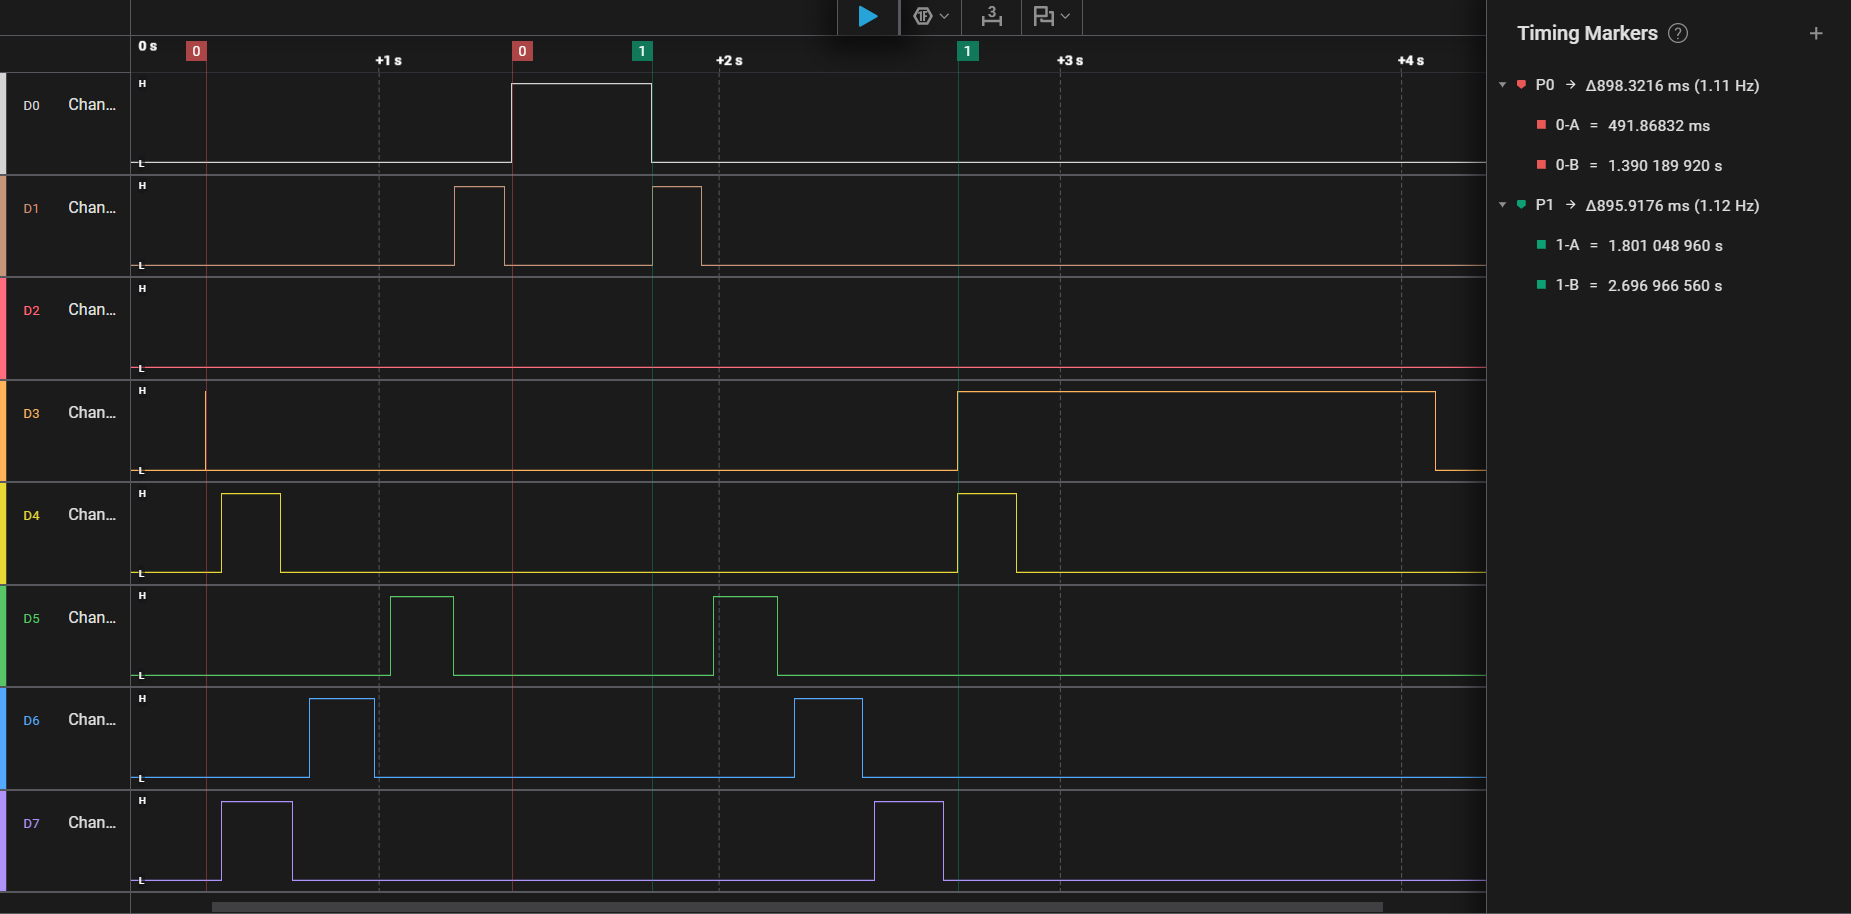 3
0 s
0
0
1
1
+1 s
+2 s
+3 s
+4 s
D0 Chan...
H
L
D1 Chan...
H
L
D2 Chan...
H
L
D3 Chan...
H
L
D4 Chan...
H
L
D5 Chan...
H
L
D6 Chan...
H
L
D7 Chan...
H
L
Timing Markers ? +
P0 → Δ898.3216 ms (1.11 Hz)
0-A = 491.86832 ms
0-B = 1.390 189 920 s
P1 → Δ895.9176 ms (1.12 Hz)
1-A = 1.801 048 960 s
1-B = 2.696 966 560 s